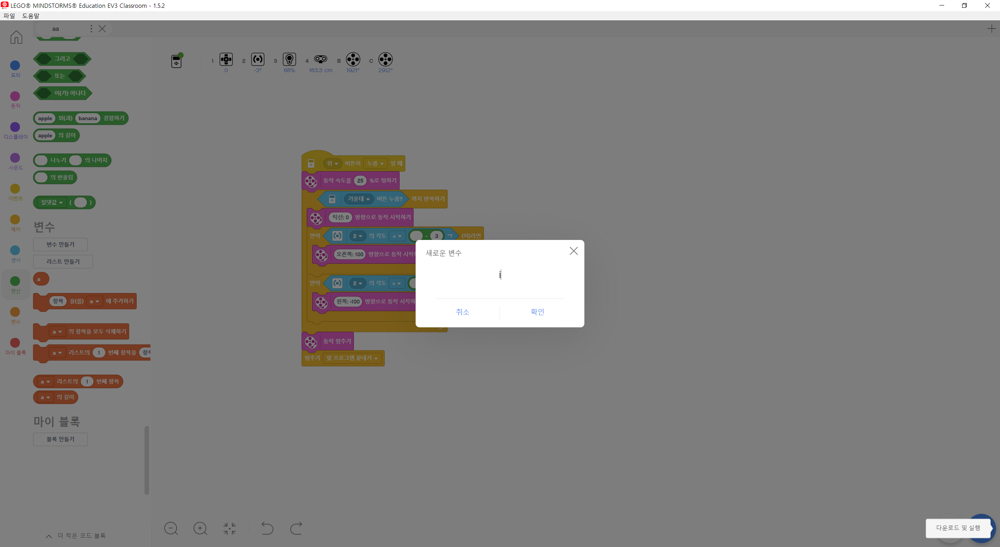 LEGO® MINDSTORMS® Education EV3 Classroom - 1.5.2
파일 도움말
aa
모터
동작
디스플레이
사운드
이벤트
제어
센서
연산
변수
마이 블록
그리고
또는
이(가) 아니다
apple 와(과) banana 결합하기
apple 의 길이
나누기 의 나머지
의 반올림
절댓값 ( )
변수
변수 만들기
리스트 만들기
a
항목 을(를) a 에 추가하기
a 의 항목을 모두 삭제하기
a 리스트의 1 번째 항목을 항목
a 리스트의 1 번째 항목
a 의 길이
마이 블록
블록 만들기
더 적은 코드 블록
1 2 3 4 B C
0 -3° 68% 163.3 cm 1921° 2912°
위 버튼이 누름 일 때
동작 속도를 25 %로 정하기
가운데 버튼 누름? 까지 반복하기
직선: 0 방향으로 동작 시작하기
만약 2 의 각도 < - 3 °? (이)라면
오른쪽: 100 방향으로 동작 시작하
만약 2 의 각도 >
왼쪽: -100 방향으로 동작 시작하
동작 멈추기
멈추기 및 프로그램 끝내기
새로운 변수
i
취소 확인
다운로드 및 실행